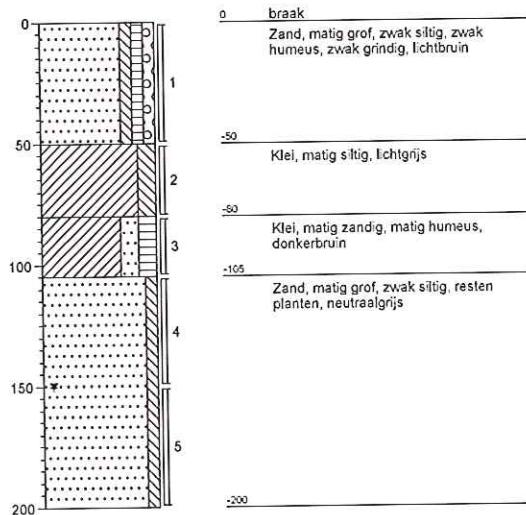 0
50
100
150
200
1
2
3
4
5
0 braak
Zand, matig grof, zwak siltig, zwak
humeus, zwak grindig, lichtbruin
-50
Klei, matig siltig, lichtgrijs
-80
Klei, matig zandig, matig humeus,
donkerbruin
-105
Zand, matig grof, zwak siltig, resten
planten, neutraalgrijs
-200